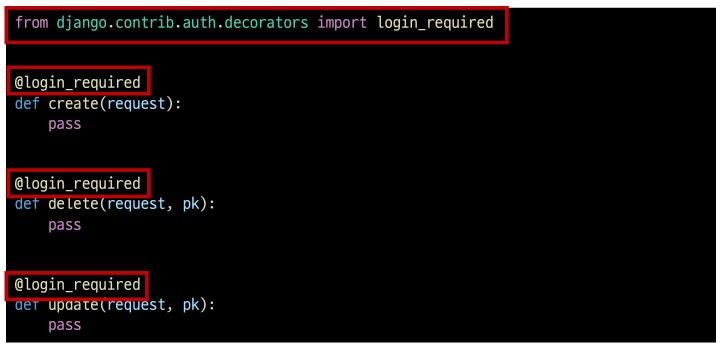 from django.contrib.auth.decorators import login_required
@login_required
def create(request):
    pass
@login_required
def delete(request, pk):
    pass
@login_required
def update(request, pk):
    pass